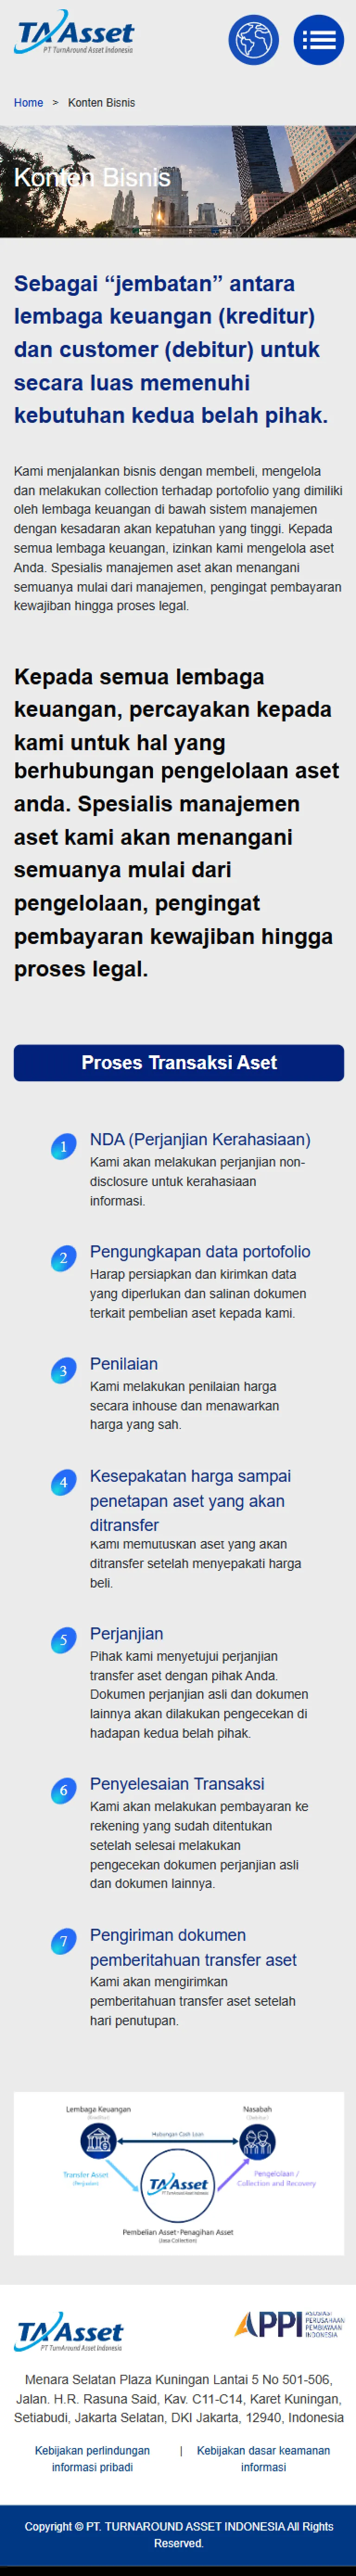 TA Asset
PT TurnAround Asset Indonesia
Home > Konten Bisnis
Konten Bisnis
Sebagai “jembatan” antara
lembaga keuangan (kreditur)
dan customer (debitur) untuk
secara luas memenuhi
kebutuhan kedua belah pihak.
Kami menjalankan bisnis dengan membeli, mengelola
dan melakukan collection terhadap portofolio yang dimiliki
oleh lembaga keuangan di bawah sistem manajemen
dengan kesadaran akan kepatuhan yang tinggi. Kepada
semua lembaga keuangan, izinkan kami mengelola aset
Anda. Spesialis manajemen aset akan menangani
semuanya mulai dari manajemen, pengingat pembayaran
kewajiban hingga proses legal.
Kepada semua lembaga
keuangan, percayakan kepada
kami untuk hal yang
berhubungan pengelolaan aset
anda. Spesialis manajemen
aset kami akan menangani
semuanya mulai dari
pengelolaan, pengingat
pembayaran kewajiban hingga
proses legal.
Proses Transaksi Aset
1 NDA (Perjanjian Kerahasiaan)
Kami akan melakukan perjanjian non-
disclosure untuk kerahasiaan
informasi.
2 Pengungkapan data portofolio
Harap persiapkan dan kirimkan data
yang diperlukan dan salinan dokumen
terkait pembelian aset kepada kami.
3 Penilaian
Kami melakukan penilaian harga
secara inhouse dan menawarkan
harga yang sah.
4 Kesepakatan harga sampai
penetapan aset yang akan
ditransfer
Kami memutuskan aset yang akan
ditransfer setelah menyepakati harga
beli.
5 Perjanjian
Pihak kami menyetujui perjanjian
transfer aset dengan pihak Anda.
Dokumen perjanjian asli dan dokumen
lainnya akan dilakukan pengecekan di
hadapan kedua belah pihak.
6 Penyelesaian Transaksi
Kami akan melakukan pembayaran ke
rekening yang sudah ditentukan
setelah selesai melakukan
pengecekan dokumen perjanjian asli
dan dokumen lainnya.
7 Pengiriman dokumen
pemberitahuan transfer aset
Kami akan mengirimkan
pemberitahuan transfer aset setelah
hari penutupan.
Lembaga Keuangan
(Kreditur)
Nasabah
(Debitur)
Hubungan Cash Loan
Transfer Asset
(Penjualan)
Pengelolaan /
Collection and Recovery
TA Asset
PT TurnAround Asset Indonesia
Pembelian Asset・Penagihan Asset
(Jasa Collection)
TA Asset
PT TurnAround Asset Indonesia
APPI
ASOSIASI
PERUSAHAAN
PEMBIAYAAN
INDONESIA
Menara Selatan Plaza Kuningan Lantai 5 No 501-506,
Jalan. H.R. Rasuna Said, Kav. C11-C14, Karet Kuningan,
Setiabudi, Jakarta Selatan, DKI Jakarta, 12940, Indonesia
Kebijakan perlindungan
informasi pribadi
|
Kebijakan dasar keamanan
informasi
Copyright © PT. TURNAROUND ASSET INDONESIA All Rights
Reserved.